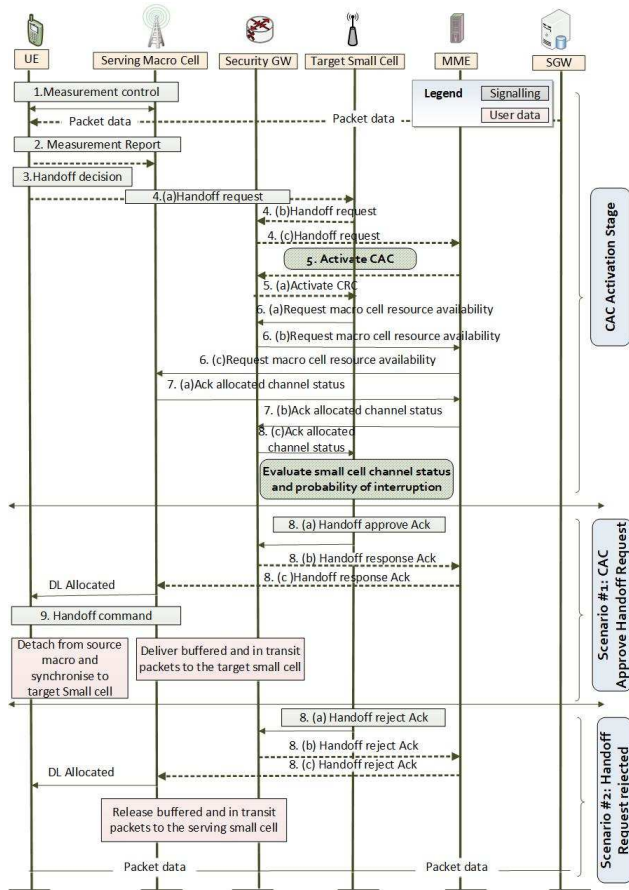 UE
Serving Macro Cell
Security GW
Target Small Cell
MME
SGW
1.Measurement control
Legend
Signalling
User data
Packet data
Packet data
2. Measurement Report
3.Handoff decision
4.(a)Handoff request
4. (b)Handoff request
4. (c)Handoff request
5. Activate CAC
5. (a)Activate CRC
6. (a)Request macro cell resource availability
6. (b)Request macro cell resource availability
6. (c)Request macro cell resource availability
7. (a)Ack allocated channel status
7. (b)Ack allocated channel status
8. (c)Ack allocated
channel status
Evaluate small cell channel status
and probability of interruption
CAC Activation Stage
8. (a) Handoff approve Ack
8. (b) Handoff response Ack
8. (c )Handoff response Ack
DL Allocated
9. Handoff command
Detach from source
macro and
synchronise to
target Small cell
Deliver buffered and in transit
packets to the target small cell
Scenario #1: CAC
Approve Handoff Request
8. (a) Handoff reject Ack
8. (b) Handoff reject Ack
8. (c) Handoff reject Ack
DL Allocated
Release buffered and in transit
packets to the serving small cell
Packet data
Packet data
Scenario #2: Handoff
Request rejected